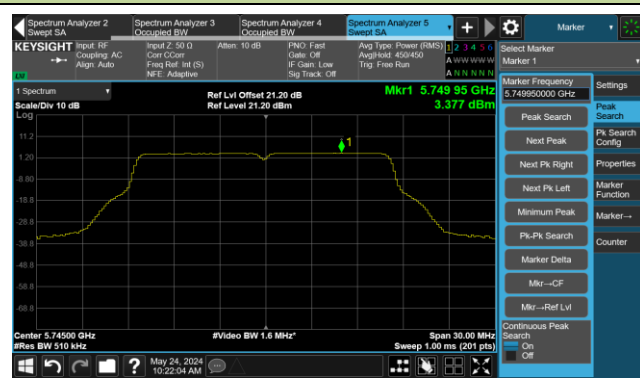 Spectrum Analyzer 2
Swept SA
Spectrum Analyzer 3
Occupied BW
Spectrum Analyzer 4
Occupied BW
Spectrum Analyzer 5
Swept SA
Marker
KEYSIGHT
Input: RF
Coupling: AC
Align: Auto
Input Z: 50 Ω
Corr CCorr
Freq Ref: Int (S)
NFE: Adaptive
Atten: 10 dB
PNO: Fast
Gate: Off
IF Gain: Low
Sig Track: Off
Avg Type: Power (RMS)
Avg|Hold: 450/450
Trig: Free Run
1 2 3 4 5 6
A W W W W W
A N N N N N
Select Marker
Marker 1
Marker Frequency
5.749950000 GHz
Settings
Peak Search
Peak
Search
Next Peak
Pk Search
Config
Next Pk Right
Properties
Next Pk Left
Marker
Function
Minimum Peak
Marker→
Pk-Pk Search
Counter
Marker Delta
Mkr→CF
Mkr→Ref Lvl
Continuous Peak
Search
On
Off
1 Spectrum
Scale/Div 10 dB
Log
Ref Lvl Offset 21.20 dB
Ref Level 21.20 dBm
Mkr1 5.749 95 GHz
3.377 dBm
1
11.2
1.20
-8.80
-18.8
-28.8
-38.8
-48.8
-58.8
-68.8
Center 5.74500 GHz
#Res BW 510 kHz
#Video BW 1.6 MHz*
Span 30.00 MHz
Sweep 1.00 ms (201 pts)
May 24, 2024
10:22:04 AM